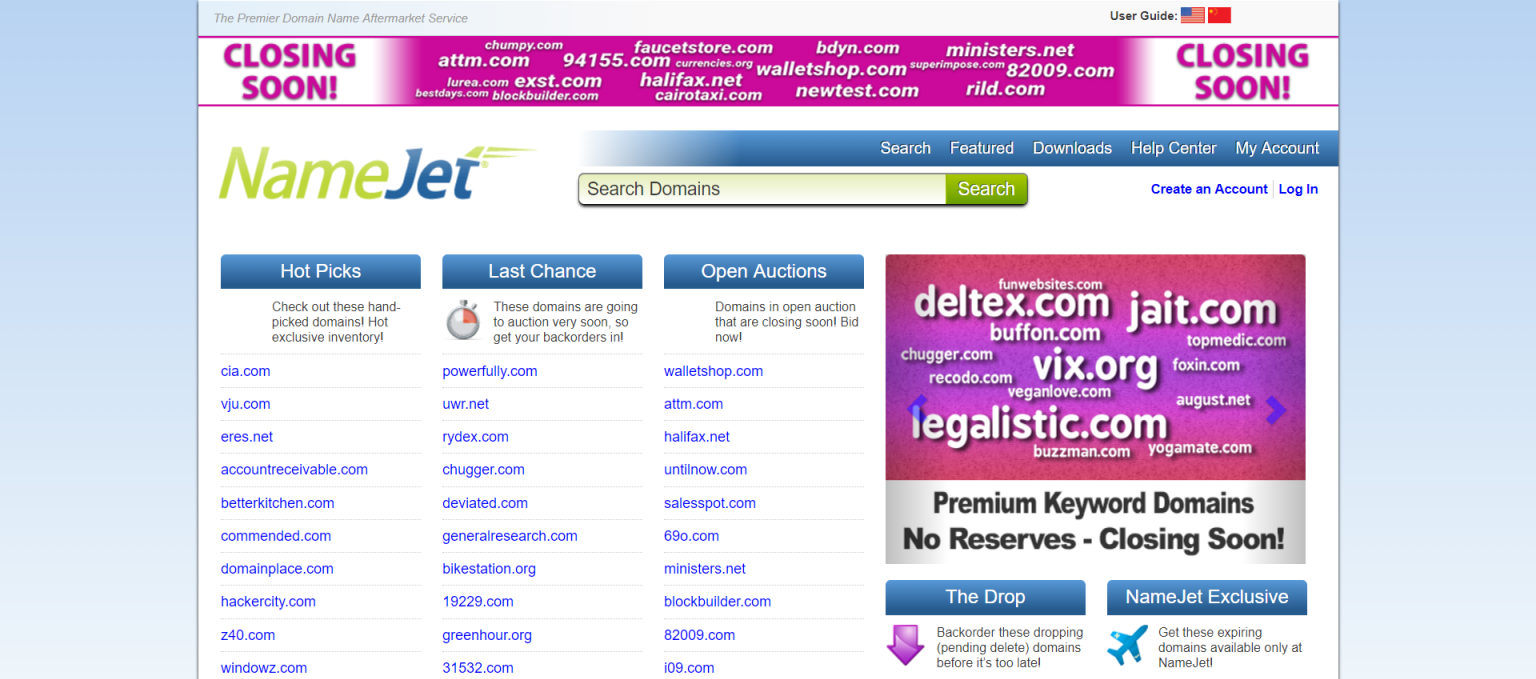 The Premier Domain Name Aftermarket Service
User Guide:
CLOSING
SOON!
chumpy.com
faucetstore.com
bdyn.com
ministers.net
attm.com
94155.com
currencies.org
walletshop.com
superimpose.com
82009.com
lurea.com
exst.com
halifax.net
newtest.com
rild.com
bestdays.com
blockbuilder.com
cairotaxi.com
CLOSING
SOON!
NameJet®
Search Featured Downloads Help Center My Account
Search Domains Search
Create an Account Log In
Hot Picks
Check out these hand-
picked domains! Hot
exclusive inventory!
cia.com
vju.com
eres.net
accountreceivable.com
betterkitchen.com
commended.com
domainplace.com
hackercity.com
z40.com
windowz.com
Last Chance
These domains are going
to auction very soon, so
get your backorders in!
powerfully.com
uwr.net
rydex.com
chugger.com
deviated.com
generalresearch.com
bikestation.org
19229.com
greenhour.org
31532.com
Open Auctions
Domains in open auction
that are closing soon! Bid
now!
walletshop.com
attm.com
halifax.net
untilnow.com
salesspot.com
69o.com
ministers.net
blockbuilder.com
82009.com
i09.com
funwebsites.com
deltex.com
jait.com
buffon.com
topmedic.com
chugger.com
vix.org
foxin.com
recodo.com
veganlove.com
august.net
legalistic.com
buzzman.com
yogamate.com
Premium Keyword Domains
No Reserves - Closing Soon!
The Drop
Backorder these dropping
(pending delete) domains
before it's too late!
NameJet Exclusive
Get these expiring
domains available only at
NameJet!